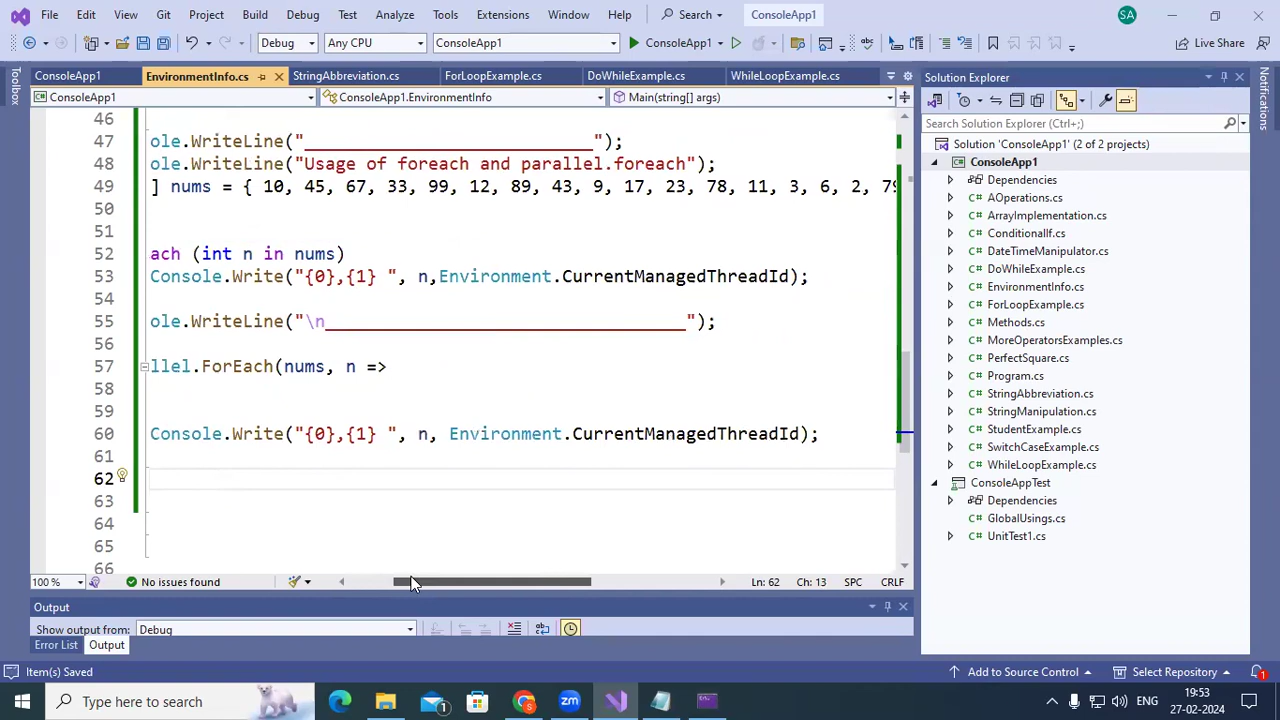 File Edit View Git Project Build Debug Test Analyze Tools Extensions Window Help Search ConsoleApp1 SA
Debug Any CPU ConsoleApp1 ConsoleApp1 Live Share
Toolbox
ConsoleApp1 EnvironmentInfo.cs StringAbbreviation.cs ForLoopExample.cs DoWhileExample.cs WhileLoopExample.cs
ConsoleApp1 ConsoleApp1.EnvironmentInfo Main(string[] args)
46
47 ole.WriteLine("________________________________");
48 ole.WriteLine("Usage of foreach and parallel.foreach");
49 ] nums = { 10, 45, 67, 33, 99, 12, 89, 43, 9, 17, 23, 78, 11, 3, 6, 2, 79
50
51
52 ach (int n in nums)
53 Console.Write("{0},{1} ", n,Environment.CurrentManagedThreadId);
54
55 ole.WriteLine("\n________________________________");
56
57 llel.ForEach(nums, n =>
58
59
60 Console.Write("{0},{1} ", n, Environment.CurrentManagedThreadId);
61
62
63
64
65
66
100 % No issues found Ln: 62 Ch: 13 SPC CRLF
Output
Show output from: Debug
Error List Output
Solution Explorer
Search Solution Explorer (Ctrl+;)
Solution 'ConsoleApp1' (2 of 2 projects)
ConsoleApp1
Dependencies
C# AOperations.cs
C# ArrayImplementation.cs
C# ConditionalIf.cs
C# DateTimeManipulator.cs
C# DoWhileExample.cs
C# EnvironmentInfo.cs
C# ForLoopExample.cs
C# Methods.cs
C# MoreOperatorsExamples.cs
C# PerfectSquare.cs
C# Program.cs
C# StringAbbreviation.cs
C# StringManipulation.cs
C# StudentExample.cs
C# SwitchCaseExample.cs
C# WhileLoopExample.cs
ConsoleAppTest
Dependencies
C# GlobalUsings.cs
C# UnitTest1.cs
Notifications
Item(s) Saved Add to Source Control Select Repository 1
Type here to search 1 ENG 19:53
27-02-2024